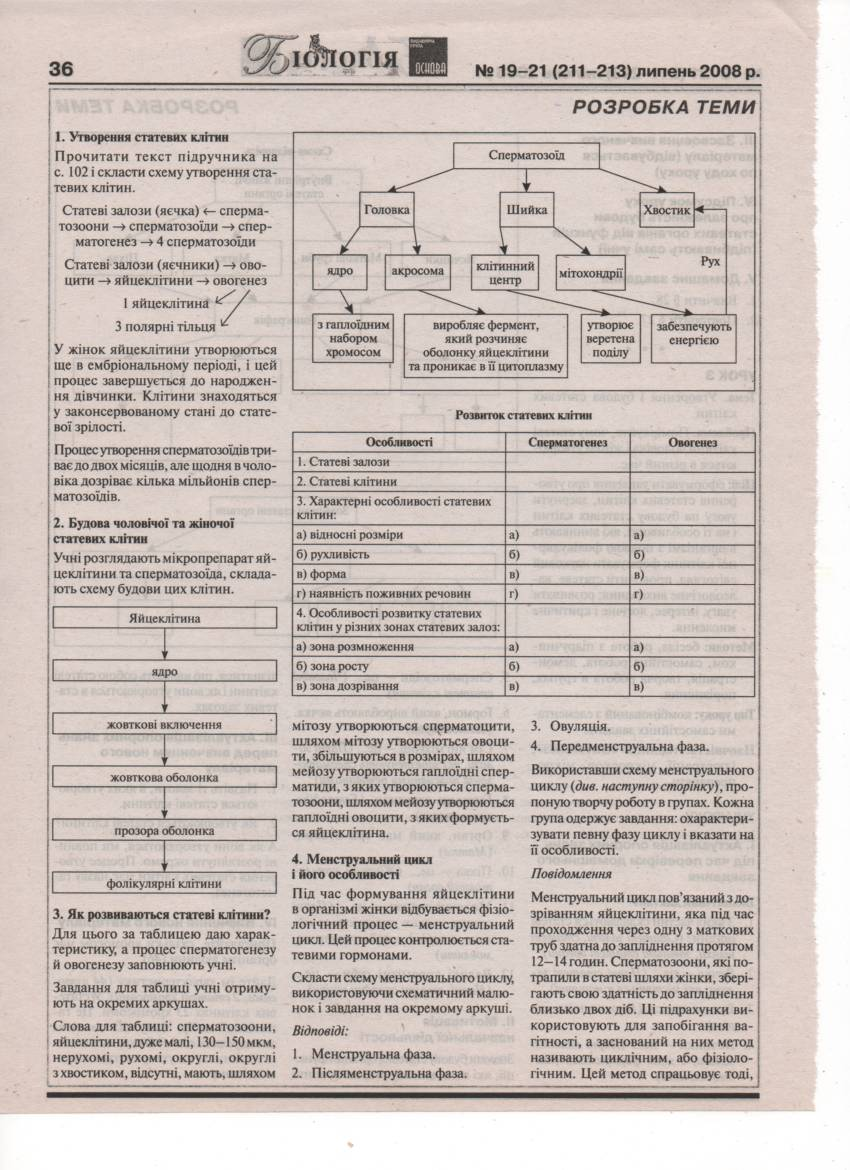 36
БІОЛОГІЯ
ОСНОВА
№ 19–21 (211–213) липень 2008 р.
РОЗРОБКА ТЕМИ
1. Утворення статевих клітин
Прочитати текст підручника на
с. 102 і скласти схему утворення ста-
тевих клітин.
Статеві залози (яєчка) ← сперма-
тозоони → сперматозоїди → спер-
матогенез → 4 сперматозоїди
Статеві залози (яєчники) → ово-
цити → яйцеклітини → овогенез
1 яйцеклітина
3 полярні тільця
У жінок яйцеклітини утворюються
ще в ембріональному періоді, і цей
процес завершується до народжен-
ня дівчинки. Клітини знаходяться
у законсервованому стані до стате-
вої зрілості.
Процес утворення сперматозоїдів три-
ває до двох місяців, але щодня в чоло-
віка дозріває кілька мільйонів спер-
матозоїдів.
2. Будова чоловічої та жіночої
статевих клітин
Учні розглядають мікропрепарат яй-
цеклітини та сперматозоїда, склада-
ють схему будови цих клітин.
Яйцеклітина
ядро
жовткові включення
жовткова оболонка
прозора оболонка
фолікулярні клітини
3. Як розвиваються статеві клітини?
Для цього за таблицею даю харак-
теристику, а процес сперматогенезу
й овогенезу заповнюють учні.
Завдання для таблиці учні отриму-
ють на окремих аркушах.
Слова для таблиці: сперматозоони,
яйцеклітини, дуже малі, 130–150 мкм,
нерухомі, рухомі, округлі, округлі
з хвостиком, відсутні, мають, шляхом
Сперматозоїд
Головка Шийка Хвостик
Рух
ядро акросома клітинний центр мітохондрії
з гаплоїдним
набором
хромосом
виробляє фермент,
який розчиняє
оболонку яйцеклітини
та проникає в її цитоплазму
утворює
веретена
поділу
забезпечують
енергією
Розвиток статевих клітин
Особливості Сперматогенез Овогенез
1. Статеві залози
2. Статеві клітини
3. Характерні особливості статевих
клітин:
а) відносні розміри а) а)
б) рухливість б) б)
в) форма в) в)
г) наявність поживних речовин г) г)
4. Особливості розвитку статевих
клітин у різних зонах статевих залоз:
а) зона розмноження а) а)
б) зона росту б) б)
в) зона дозрівання в) в)
мітозу утворюються сперматоцити,
шляхом мітозу утворюються овоци-
ти, збільшуються в розмірах, шляхом
мейозу утворюються гаплоїдні спер-
матиди, з яких утворюються сперма-
тозоони, шляхом мейозу утворюються
гаплоїдні овоцити, з яких формуєть-
ся яйцеклітина.
4. Менструальний цикл
і його особливості
Під час формування яйцеклітини
в організмі жінки відбувається фізіо-
логічний процес — менструальний
цикл. Цей процес контролюється ста-
тевими гормонами.
Скласти схему менструального циклу,
використовуючи схематичний малю-
нок і завдання на окремому аркуші.
Відповіді:
1. Менструальна фаза.
2. Післяменструальна фаза.
3. Овуляція.
4. Передменструальна фаза.
Використавши схему менструального
циклу (див. наступну сторінку), про-
поную творчу роботу в групах. Кожна
група одержує завдання: охарактери-
зувати певну фазу циклу і вказати на
її особливості.
Повідомлення
Менструальний цикл пов’язаний з до-
зріванням яйцеклітини, яка під час
проходження через одну з маткових
труб здатна до запліднення протягом
12–14 годин. Сперматозоони, які по-
трапили в статеві шляхи жінки, збері-
гають свою здатність до запліднення
близько двох діб. Ці підрахунки ви-
користовують для запобігання ва-
гітності, а заснований на них метод
називають циклічним, або фізіоло-
гічним. Цей метод спрацьовує тоді,